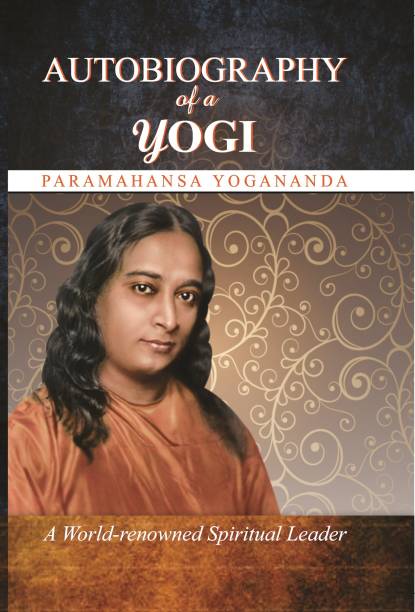 AUTOBIOGRAPHY
of a
YOGI
PARAMAHANSA YOGANANDA
A World-renowned Spiritual Leader